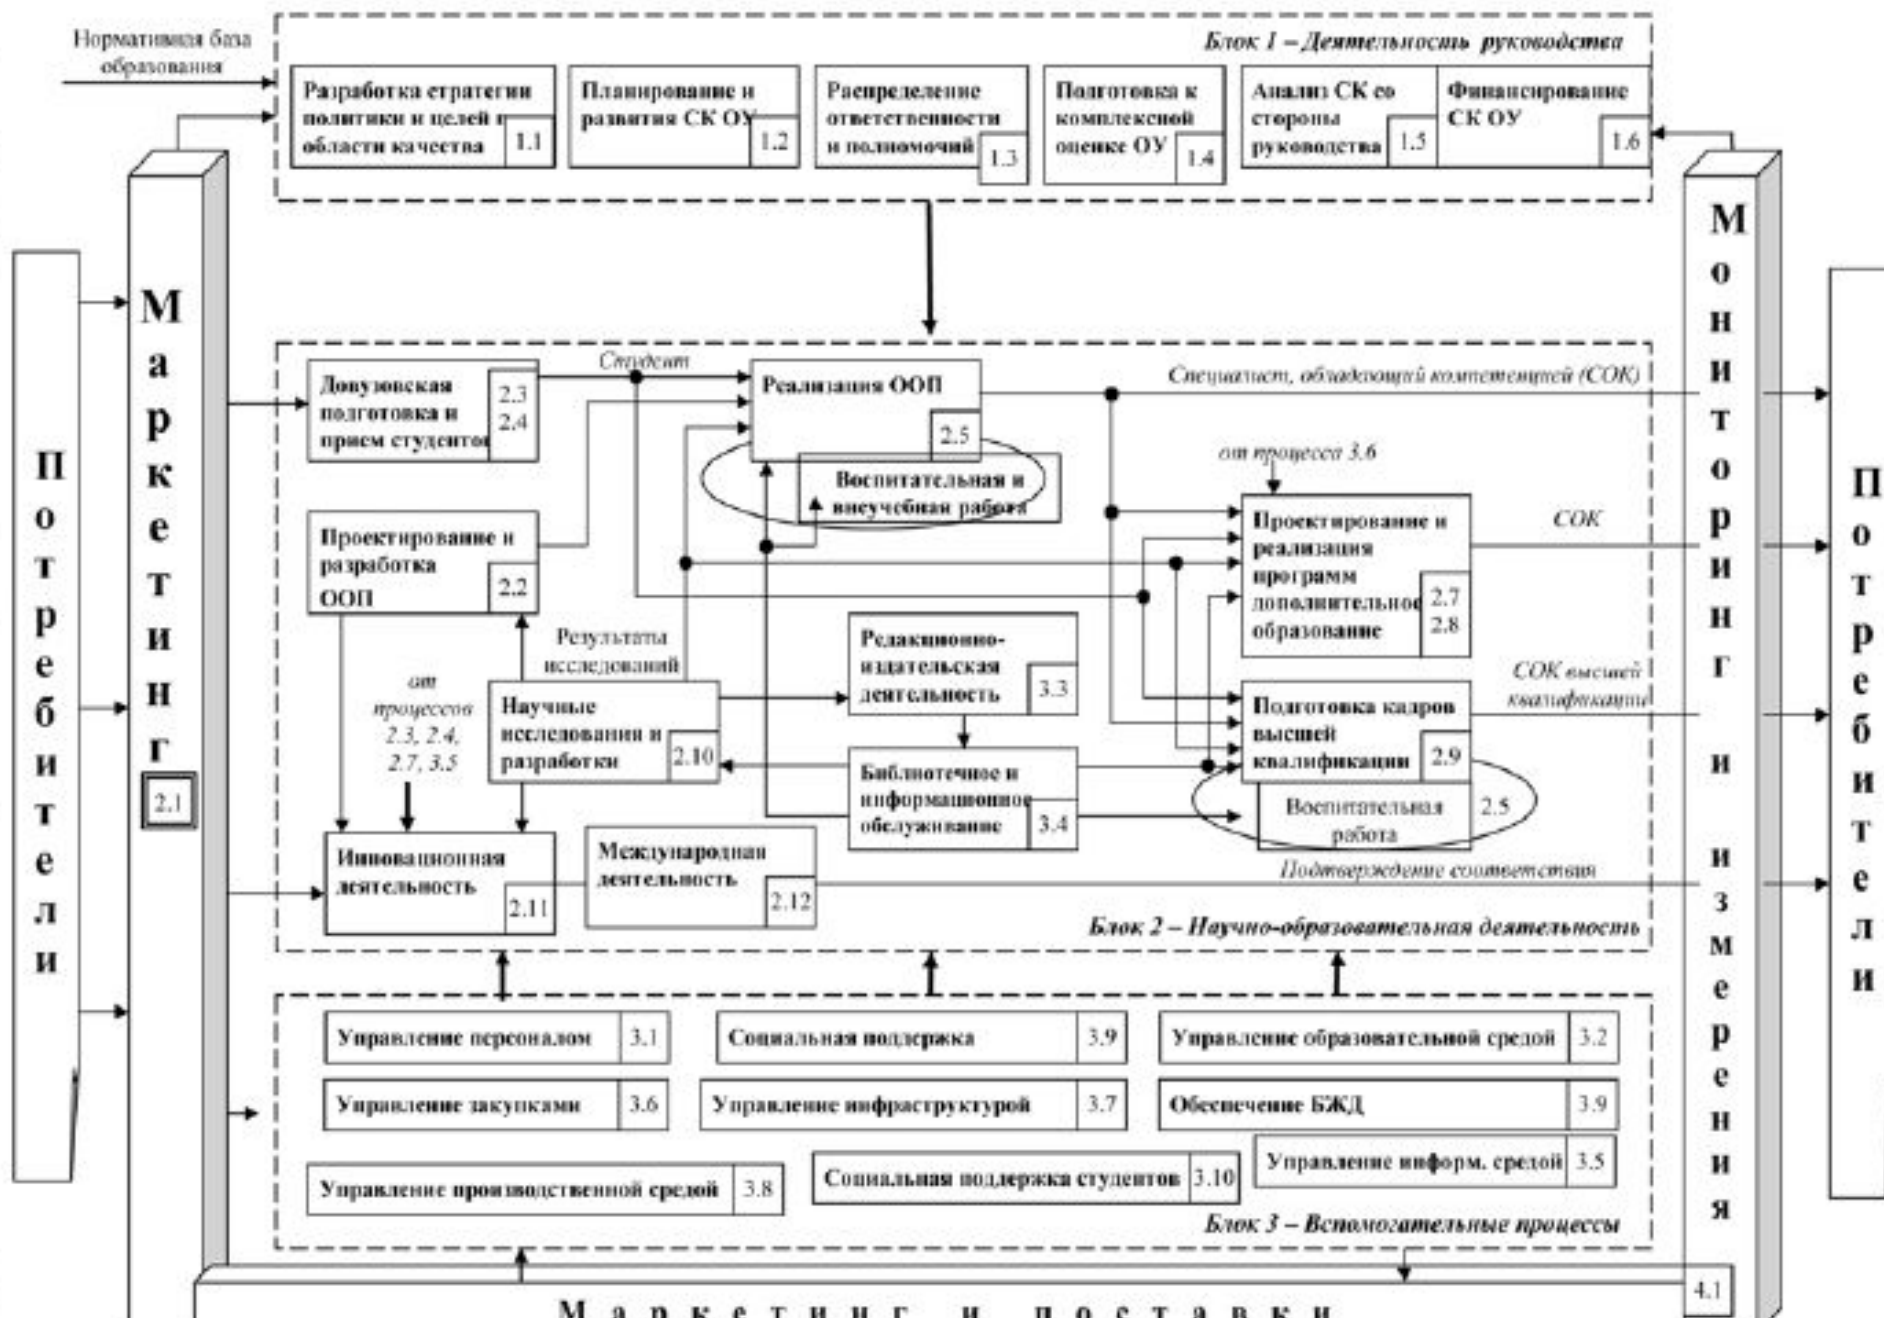 Нормативная база
образования
Блок 1 – Деятельность руководства
Разработка стратегии
политики и целей в
области качества
1.1
Планирование и
развития СК ОУ
1.2
Распределение
ответственности
и полномочий
1.3
Подготовка к
комплексной
оценке ОУ
1.4
Анализ СК со
стороны
руководства
1.5
Финансирование
СК ОУ
1.6
Потребители
Маркетинг
2.1
Довузовская
подготовка и
прием студентов
2.3
2.4
Студент
Реализация ООП
2.5
Воспитательная и
внеучебная работа
Специалист, обладающий компетенцией (СОК)
от процесса 3.6
Проектирование и
разработка
ООП
2.2
Проектирование и
реализация
программ
дополнительное
образование
2.7
2.8
СОК
Результаты
исследований
от
процессов
2.3, 2.4,
2.7, 3.5
Научные
исследования и
разработки
2.10
Редакционно-
издательская
деятельность
3.3
Библиотечное и
информационное
обслуживание
3.4
Подготовка кадров
высшей
квалификации
2.9
СОК высшей
квалификации
Воспитательная
работа
2.5
Инновационная
деятельность
2.11
Международная
деятельность
2.12
Подтверждение соответствия
Блок 2 – Научно-образовательная деятельность
Управление персоналом 3.1
Социальная поддержка 3.9
Управление образовательной средой 3.2
Управление закупками 3.6
Управление инфраструктурой 3.7
Обеспечение БЖД 3.9
Управление производственной средой 3.8
Социальная поддержка студентов 3.10
Управление информ. средой 3.5
Блок 3 – Вспомогательные процессы
Мониторинг и измерения
4.1
Потребители
Маркетинг и поставки